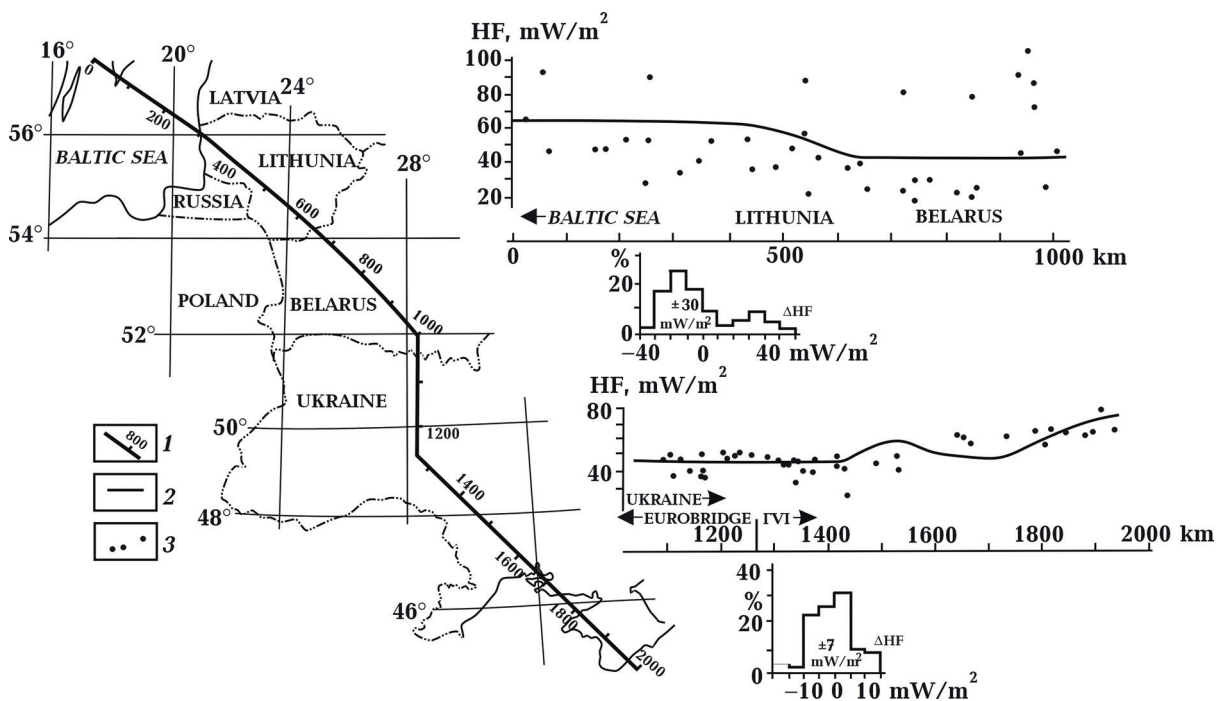 16°
20°
24°
28°
56°
54°
52°
50°
48°
46°
LATVIA
BALTIC SEA
LITHUNIA
RUSSIA
POLAND
BELARUS
UKRAINE
0
200
400
600
800
1000
1200
1400
1600
1800
2000
800 1
2
3
HF, mW/m²
100
80
60
40
20
BALTIC SEA LITHUNIA BELARUS
0 500 1000 km
%
20
0
±30
mW/m²
ΔHF
−40 0 40 mW/m²
HF, mW/m²
80
40
UKRAINE
EUROBRIDGE ΓVI
1200 1400 1600 1800 2000 km
40
%
20
0
±7
mW/m²
ΔHF
−10 0 10 mW/m²